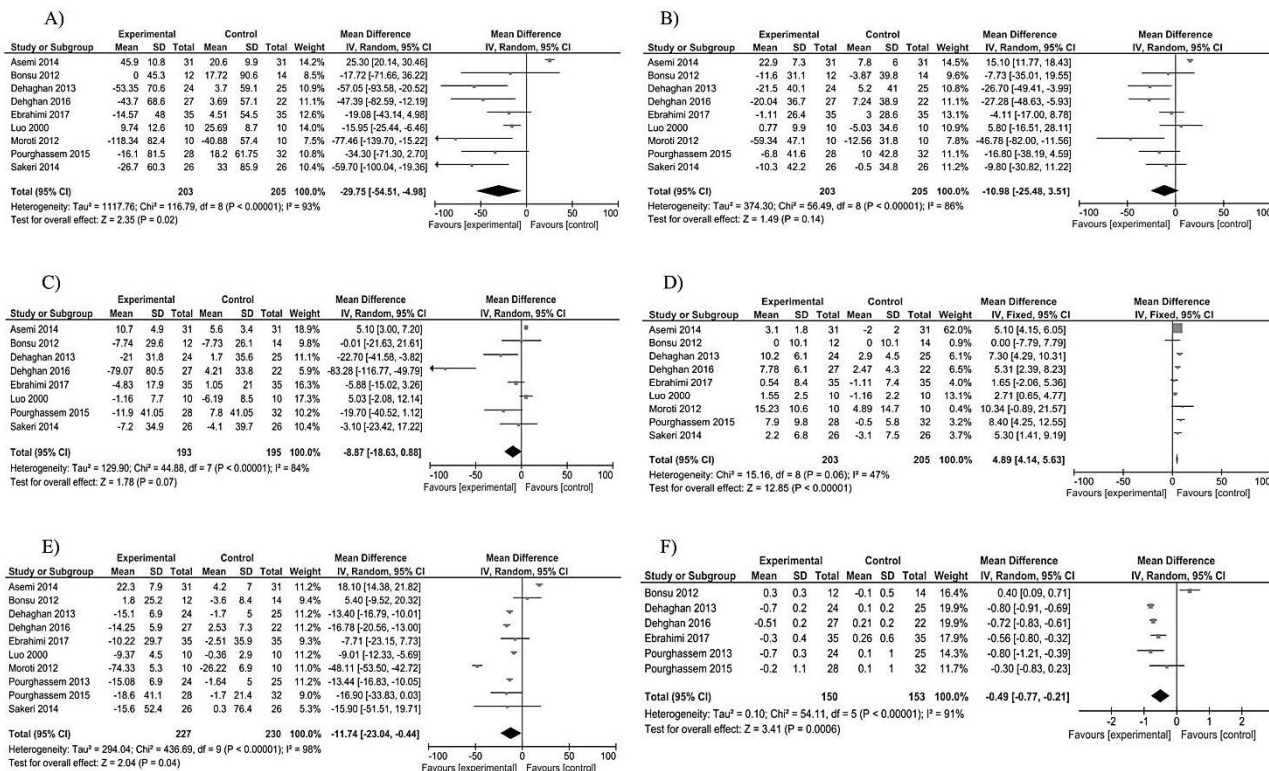 A)
Experimental Control Mean Difference Mean Difference
Study or Subgroup Mean SD Total Mean SD Total Weight IV, Random, 95% CI IV, Random, 95% CI
Asemi 2014 45.9 10.8 31 20.6 9.9 31 14.2% 25.30 [20.14, 30.46]
Bonsu 2012 0 45.3 12 17.72 90.6 14 8.7% -17.72 [-71.66, 36.22]
Dehaghan 2013 -53.35 70.6 24 3.7 59.1 25 11.1% -57.05 [-93.58, -20.52]
Dehghan 2016 -43.7 68.6 27 3.69 57.1 22 11.3% -47.39 [-82.59, -12.19]
Ebrahimi 2017 -14.57 48 35 4.51 54.5 35 12.6% -19.08 [-43.14, 4.98]
Luo 2000 9.74 12.6 10 25.69 8.7 10 14.0% -15.95 [-25.44, -6.46]
Moroti 2012 -118.34 82.4 10 -40.88 57.4 10 7.9% -77.46 [-139.70, -15.22]
Pourghassem 2015 -16.1 81.5 28 18.2 61.75 32 11.0% -34.30 [-71.30, 2.70]
Sakeri 2014 -26.7 60.3 26 33 85.9 26 10.4% -59.70 [-100.04, -19.36]
Total (95% CI) 203 205 100.0% -29.75 [-54.51, -4.98]
Heterogeneity: Tau² = 1117.76; Chi² = 116.79, df = 8 (P < 0.00001); I² = 93%
Test for overall effect: Z = 2.35 (P = 0.02)
-100 -50 0 50 100
Favours [experimental] Favours [control]
B)
Experimental Control Mean Difference Mean Difference
Study or Subgroup Mean SD Total Mean SD Total Weight IV, Random, 95% CI IV, Random, 95% CI
Asemi 2014 22.9 7.3 31 7.8 6 31 14.5% 15.10 [11.77, 18.43]
Bonsu 2012 -11.6 31.1 12 -3.87 39.8 14 9.9% -7.73 [-35.01, 19.55]
Dehaghan 2013 -21.5 40.1 24 5.2 41 25 11.0% -26.70 [-49.41, -3.99]
Dehghan 2016 -20.04 36.7 27 7.24 38.9 22 11.3% -27.28 [-48.63, -5.93]
Ebrahimi 2017 -1.11 26.4 35 3 28.6 35 13.2% -4.11 [-17.00, 8.78]
Luo 2000 0.77 9.9 10 -5.03 34.6 10 11.1% 5.80 [-16.51, 28.11]
Moroti 2012 -59.34 47.1 10 -12.56 31.8 10 8.1% -46.78 [-82.00, -11.56]
Pourghassem 2015 -6.8 41.6 28 10 42.8 32 11.3% -16.80 [-38.19, 4.59]
Sakeri 2014 -10.3 42.2 26 -0.5 34.8 26 11.4% -9.80 [-30.82, 11.22]
Total (95% CI) 203 205 100.0% -10.98 [-25.48, 3.51]
Heterogeneity: Tau² = 374.30; Chi² = 56.49, df = 8 (P < 0.00001); I² = 86%
Test for overall effect: Z = 1.49 (P = 0.14)
-100 -50 0 50 100
Favours [experimental] Favours [control]
C)
Experimental Control Mean Difference Mean Difference
Study or Subgroup Mean SD Total Mean SD Total Weight IV, Random, 95% CI IV, Random, 95% CI
Asemi 2014 10.7 4.9 31 5.6 3.4 31 18.9% 5.10 [3.00, 7.20]
Bonsu 2012 -7.74 29.6 12 -7.73 26.1 14 9.9% -0.01 [-21.63, 21.61]
Dehaghan 2013 -21 31.8 24 1.7 35.6 25 11.1% -22.70 [-41.58, -3.82]
Dehghan 2016 -79.07 80.5 27 4.21 33.8 22 5.7% -83.28 [-116.77, -49.79]
Ebrahimi 2017 -4.83 17.9 35 1.05 21 35 15.9% -5.88 [-15.02, 3.26]
Luo 2000 -1.16 7.7 10 -6.19 8.5 10 17.0% 5.03 [-2.08, 12.14]
Pourghassem 2015 -11.9 41.05 28 7.8 41.05 32 10.2% -19.70 [-40.52, 1.12]
Sakeri 2014 -7.2 34.9 26 -4.1 39.7 26 10.4% -3.10 [-23.42, 17.22]
Total (95% CI) 193 195 100.0% -8.87 [-18.63, 0.88]
Heterogeneity: Tau² = 129.90; Chi² = 44.88, df = 7 (P < 0.00001); I² = 84%
Test for overall effect: Z = 1.78 (P = 0.07)
-100 -50 0 50 100
Favours [experimental] Favours [control]
D)
Experimental Control Mean Difference Mean Difference
Study or Subgroup Mean SD Total Mean SD Total Weight IV, Fixed, 95% CI IV, Fixed, 95% CI
Asemi 2014 3.1 1.8 31 -2 2 31 62.0% 5.10 [4.15, 6.05]
Bonsu 2012 0 10.1 12 0 10.1 14 0.9% 0.00 [-7.79, 7.79]
Dehaghan 2013 10.2 6.1 24 2.9 4.5 25 6.2% 7.30 [4.29, 10.31]
Dehghan 2016 7.78 6.1 27 2.47 4.3 22 6.6% 5.31 [2.39, 8.23]
Ebrahimi 2017 0.54 8.4 35 -1.11 7.4 35 4.1% 1.65 [-2.06, 5.36]
Luo 2000 1.55 2.5 10 -1.16 2.2 10 13.1% 2.71 [0.65, 4.77]
Moroti 2012 15.23 10.6 10 4.89 14.7 10 0.4% 10.34 [-0.89, 21.57]
Pourghassem 2015 7.9 9.8 28 -0.5 5.8 32 3.2% 8.40 [4.25, 12.55]
Sakeri 2014 2.2 6.8 26 -3.1 7.5 26 3.7% 5.30 [1.41, 9.19]
Total (95% CI) 203 205 100.0% 4.89 [4.14, 5.63]
Heterogeneity: Chi² = 15.16, df = 8 (P = 0.06); I² = 47%
Test for overall effect: Z = 12.85 (P < 0.00001)
-100 -50 0 50 100
Favours [experimental] Favours [control]
E)
Experimental Control Mean Difference Mean Difference
Study or Subgroup Mean SD Total Mean SD Total Weight IV, Random, 95% CI IV, Random, 95% CI
Asemi 2014 22.3 7.9 31 4.2 7 31 11.2% 18.10 [14.38, 21.82]
Bonsu 2012 1.8 25.2 12 -3.6 8.4 14 9.4% 5.40 [-9.52, 20.32]
Dehaghan 2013 -15.1 6.9 24 -1.7 5 25 11.2% -13.40 [-16.79, -10.01]
Dehghan 2016 -14.25 5.9 27 2.53 7.3 22 11.2% -16.78 [-20.56, -13.00]
Ebrahimi 2017 -10.22 29.7 35 -2.51 35.9 35 9.3% -7.71 [-23.15, 7.73]
Luo 2000 -9.37 4.5 10 -0.36 2.9 10 11.2% -9.01 [-12.33, -5.69]
Moroti 2012 -74.33 5.3 10 -26.22 6.9 10 11.0% -48.11 [-53.50, -42.72]
Pourghassem 2013 -15.08 6.9 24 -1.64 5 25 11.2% -13.44 [-16.83, -10.05]
Pourghassem 2015 -18.6 41.1 28 -1.7 21.4 32 9.0% -16.90 [-33.83, 0.03]
Sakeri 2014 -15.6 52.4 26 0.3 76.4 26 5.3% -15.90 [-51.51, 19.71]
Total (95% CI) 227 230 100.0% -11.74 [-23.04, -0.44]
Heterogeneity: Tau² = 294.04; Chi² = 436.69, df = 9 (P < 0.00001); I² = 98%
Test for overall effect: Z = 2.04 (P = 0.04)
-100 -50 0 50 100
Favours [experimental] Favours [control]
F)
Experimental Control Mean Difference Mean Difference
Study or Subgroup Mean SD Total Mean SD Total Weight IV, Random, 95% CI IV, Random, 95% CI
Bonsu 2012 0.3 0.3 12 -0.1 0.5 14 16.4% 0.40 [0.09, 0.71]
Dehaghan 2013 -0.7 0.2 24 0.1 0.2 25 19.9% -0.80 [-0.91, -0.69]
Dehghan 2016 -0.51 0.2 27 0.21 0.2 22 19.9% -0.72 [-0.83, -0.61]
Ebrahimi 2017 -0.3 0.4 35 0.26 0.6 35 17.9% -0.56 [-0.80, -0.32]
Pourghassem 2013 -0.7 0.3 24 0.1 1 25 14.6% -0.80 [-1.21, -0.39]
Pourghassem 2015 -0.2 1.1 28 0.1 1 32 11.3% -0.30 [-0.83, 0.23]
Total (95% CI) 150 153 100.0% -0.49 [-0.77, -0.21]
Heterogeneity: Tau² = 0.10; Chi² = 54.11, df = 5 (P < 0.00001); I² = 91%
Test for overall effect: Z = 3.41 (P = 0.0006)
-2 -1 0 1 2
Favours [experimental] Favours [control]